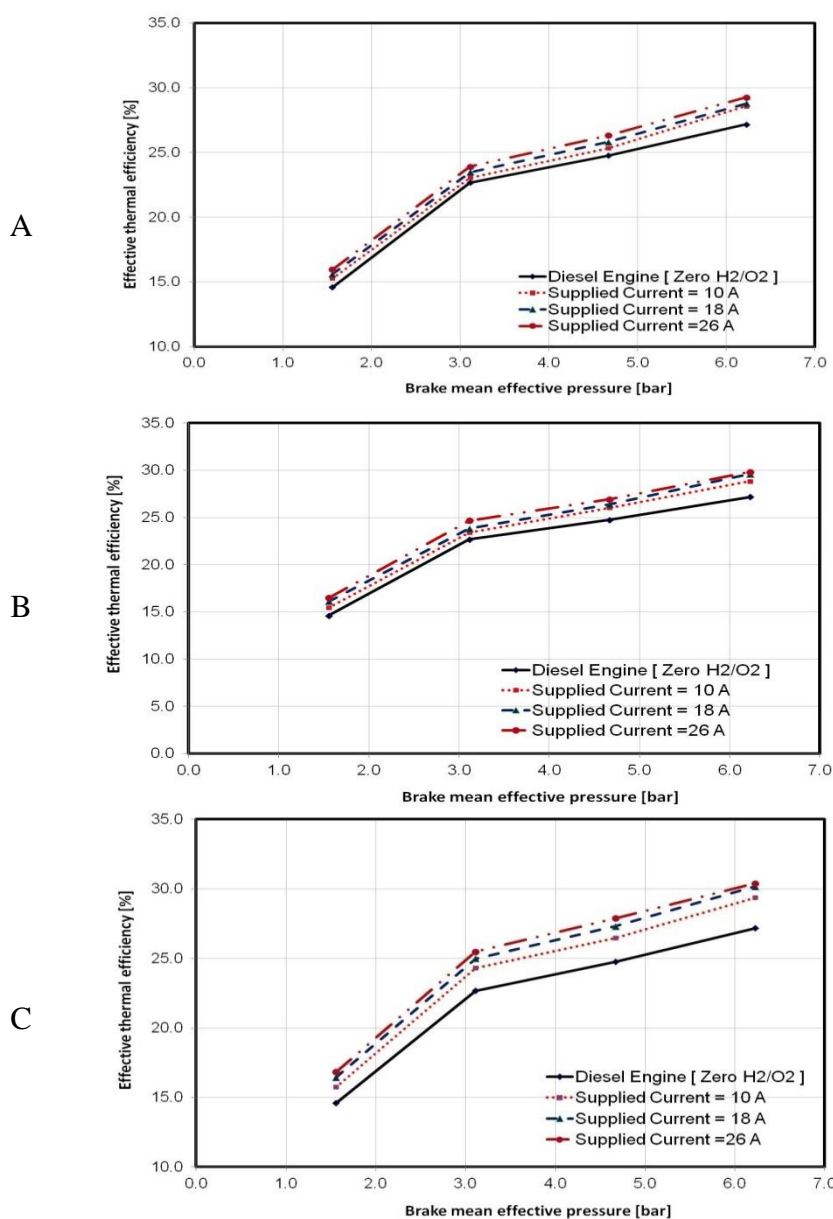 A
Effective thermal efficiency [%]
35.0
30.0
25.0
20.0
15.0
10.0
0.0 1.0 2.0 3.0 4.0 5.0 6.0 7.0
Brake mean effective pressure [bar]
Diesel Engine [ Zero H2/O2 ]
Supplied Current = 10 A
Supplied Current = 18 A
Supplied Current =26 A
B
Effective thermal efficiency [%]
35.0
30.0
25.0
20.0
15.0
10.0
5.0
0.0
0.0 1.0 2.0 3.0 4.0 5.0 6.0 7.0
Brake mean effective pressure [bar]
Diesel Engine [ Zero H2/O2 ]
Supplied Current = 10 A
Supplied Current = 18 A
Supplied Current =26 A
C
Effective thermal efficiency [%]
35.0
30.0
25.0
20.0
15.0
10.0
0.0 1.0 2.0 3.0 4.0 5.0 6.0 7.0
Brake mean effective pressure [bar]
Diesel Engine [ Zero H2/O2 ]
Supplied Current = 10 A
Supplied Current = 18 A
Supplied Current =26 A